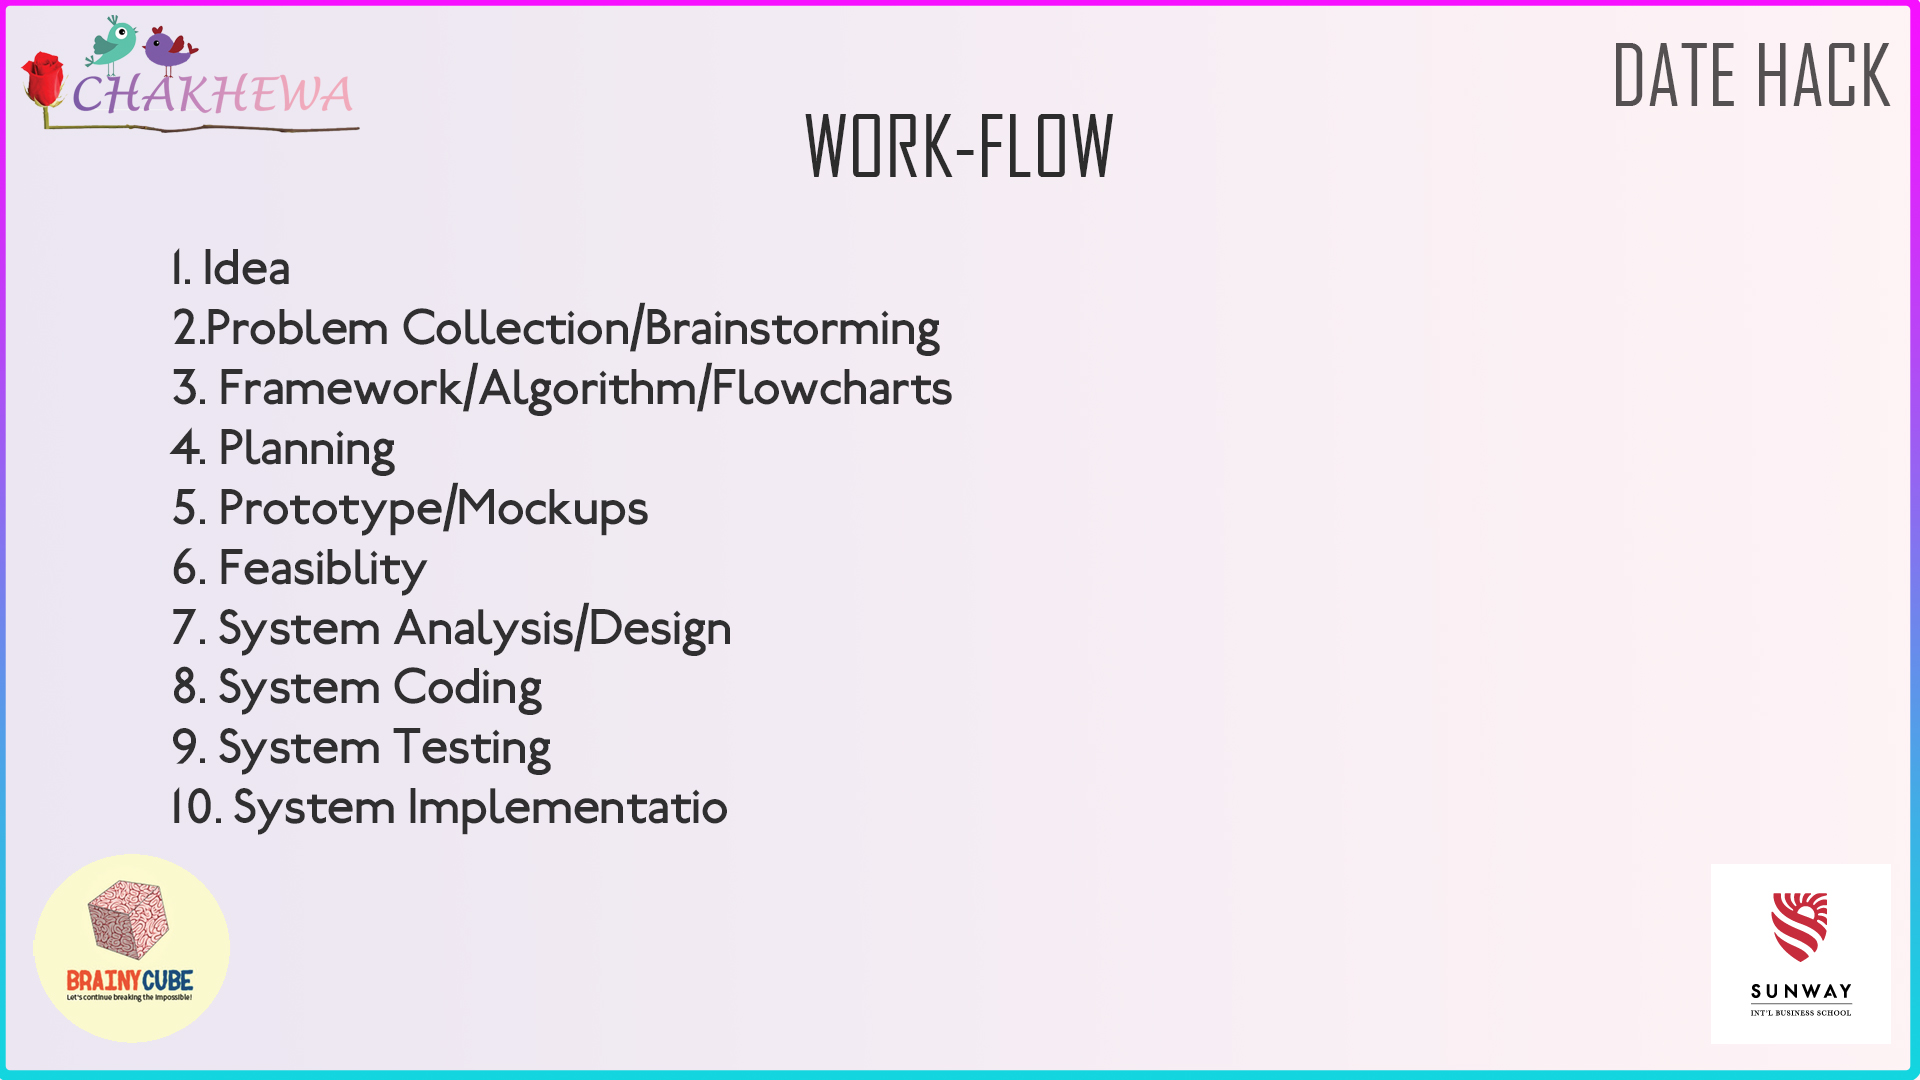 CHAKHEWA
DATE HACK
WORK-FLOW
1. Idea
2.Problem Collection/Brainstorming
3. Framework/Algorithm/Flowcharts
4. Planning
5. Prototype/Mockups
6. Feasiblity
7. System Analysis/Design
8. System Coding
9. System Testing
10. System Implementatio
BRAINYCUBE
Let's continue breaking the impossible!
SUNWAY
INT'L BUSINESS SCHOOL